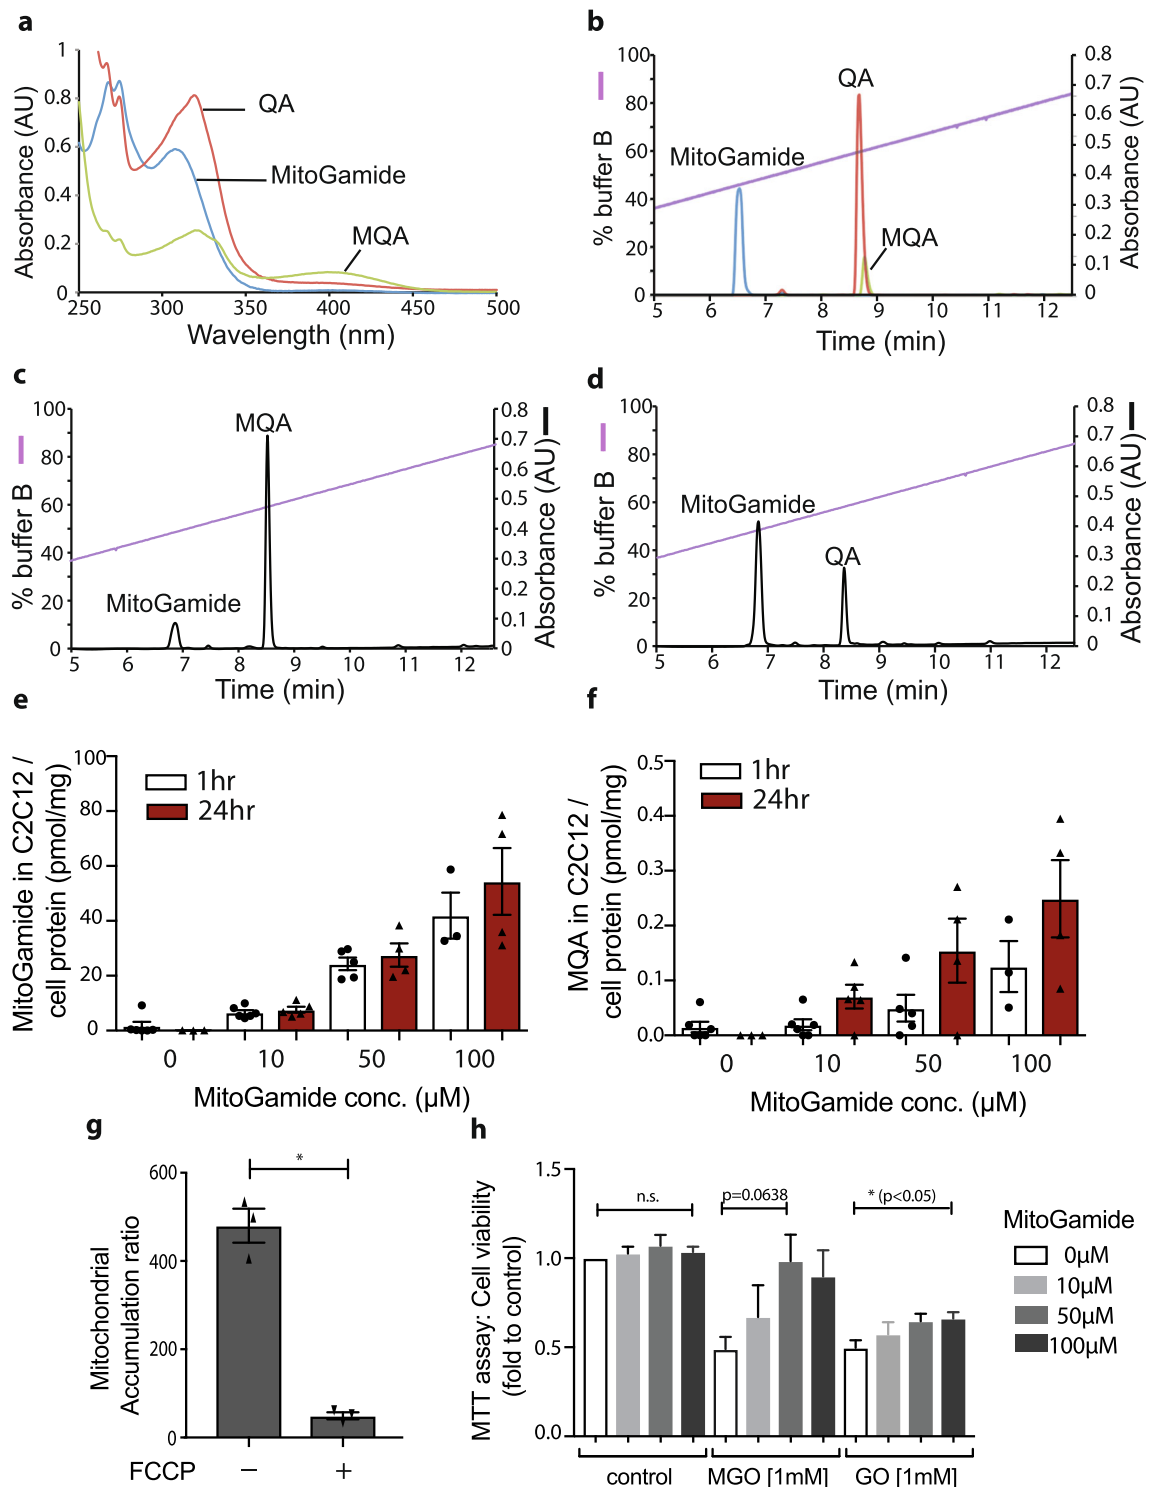 a
1
0.8
0.6
0.4
0.2
0
Absorbance (AU)
QA
MitoGamide
MQA
250 300 350 400 450 500
Wavelength (nm)
b
100
80
60
40
20
0
% buffer B
QA
MitoGamide
MQA
0.8
0.7
0.6
0.5
0.4
0.3
0.2
0.1
0
Absorbance (AU)
5 6 7 8 9 10 11 12
Time (min)
c
100
80
60
40
20
0
% buffer B
MQA
MitoGamide
0.8
0.7
0.6
0.5
0.4
0.3
0.2
0.1
0
Absorbance (AU)
5 6 7 8 9 10 11 12
Time (min)
d
100
80
60
40
20
0
% buffer B
MitoGamide
QA
0.8
0.7
0.6
0.5
0.4
0.3
0.2
0.1
0
Absorbance (AU)
5 6 7 8 9 10 11 12
Time (min)
e
MitoGamide in C2C12 /
cell protein (pmol/mg)
100
80
60
40
20
0
1hr
24hr
0 10 50 100
MitoGamide conc. (µM)
f
MQA in C2C12 /
cell protein (pmol/mg)
0.5
0.4
0.3
0.2
0.1
0.0
1hr
24hr
0 10 50 100
MitoGamide conc. (µM)
g
Mitochondrial
Accumulation ratio
600
400
200
0
*
FCCP − +
h
MTT assay: Cell viability
(fold to control)
1.5
1.0
0.5
0.0
n.s.
p=0.0638
* (p<0.05)
control MGO [1mM] GO [1mM]
MitoGamide
0µM
10µM
50µM
100µM